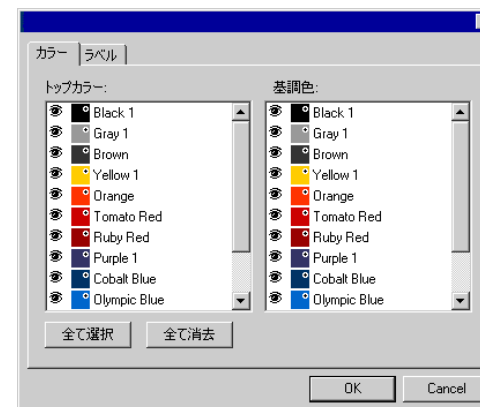 カラー ラベル
トップカラー: 基調色:
Black 1 Black 1
Gray 1 Gray 1
Brown Brown
Yellow 1 Yellow 1
Orange Orange
Tomato Red Tomato Red
Ruby Red Ruby Red
Purple 1 Purple 1
Cobalt Blue Cobalt Blue
Olympic Blue Olympic Blue
全て選択 全て消去
OK Cancel